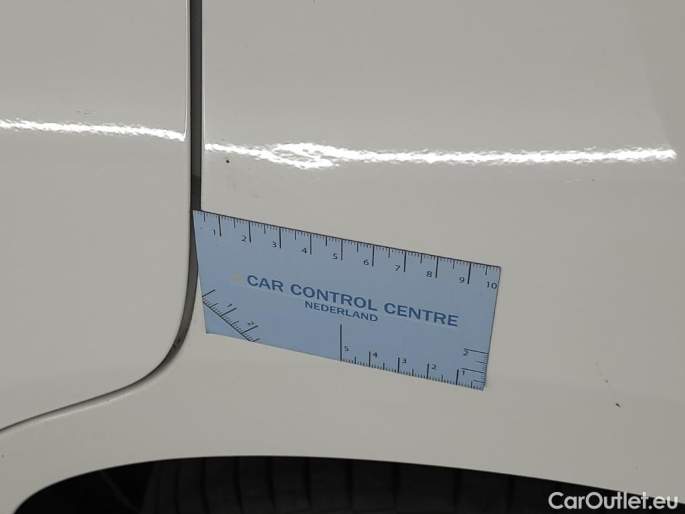 1 2 3 4 5 6 7 8 9 10
CAR CONTROL CENTRE
NEDERLAND
5 4 3 2 1
2
CarOutlet.eu